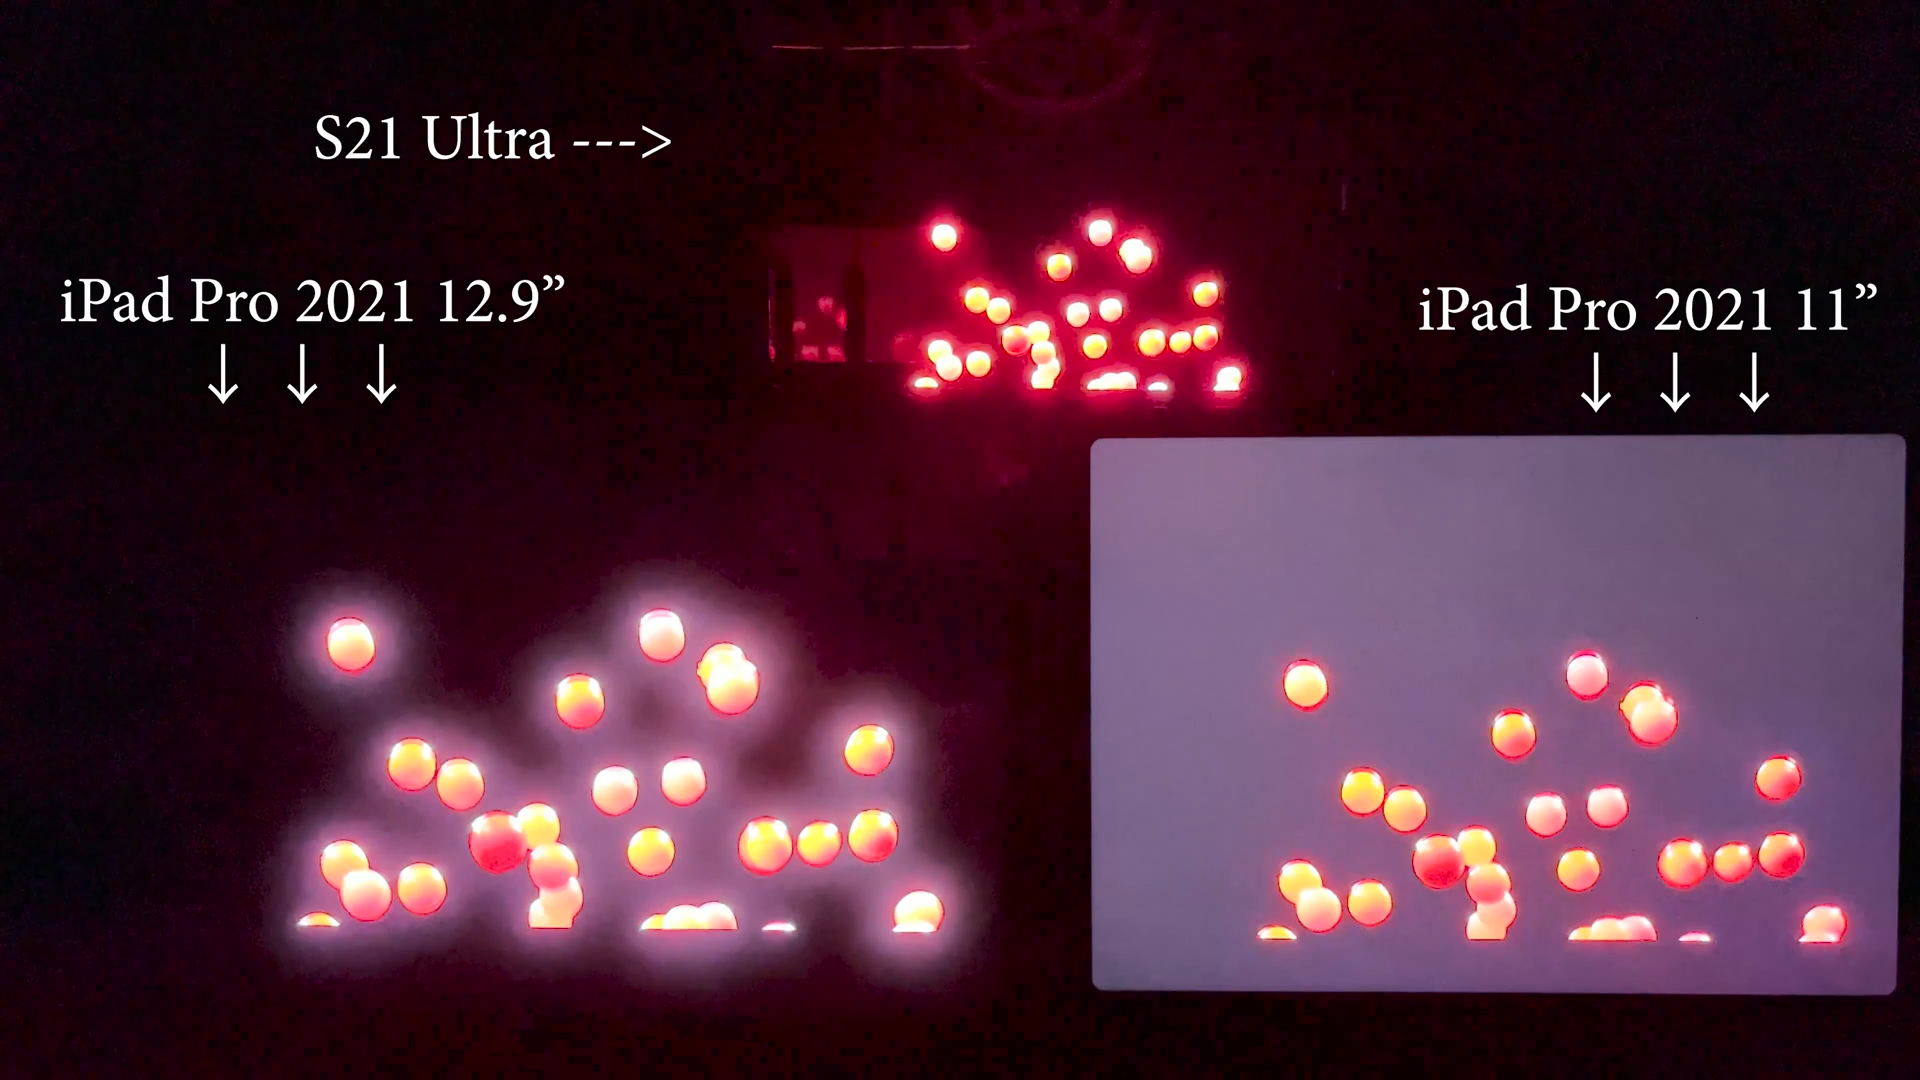 S21 Ultra --->
iPad Pro 2021 12.9”
↓ ↓ ↓
iPad Pro 2021 11”
↓ ↓ ↓